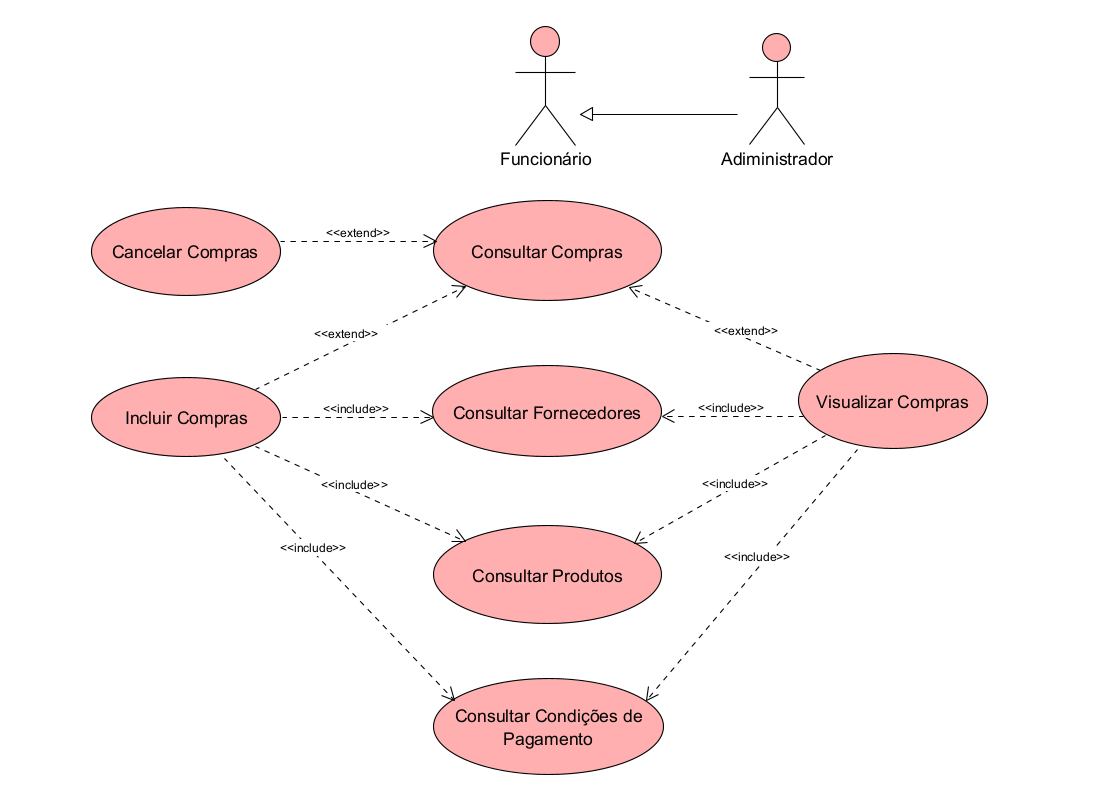 Funcionário
Adiministrador
<<extend>>
Cancelar Compras
Consultar Compras
<<extend>>
<<extend>>
Incluir Compras
<<include>>
Consultar Fornecedores
<<include>>
Visualizar Compras
<<include>>
<<include>>
<<include>>
<<include>>
Consultar Produtos
Consultar Condições de
Pagamento